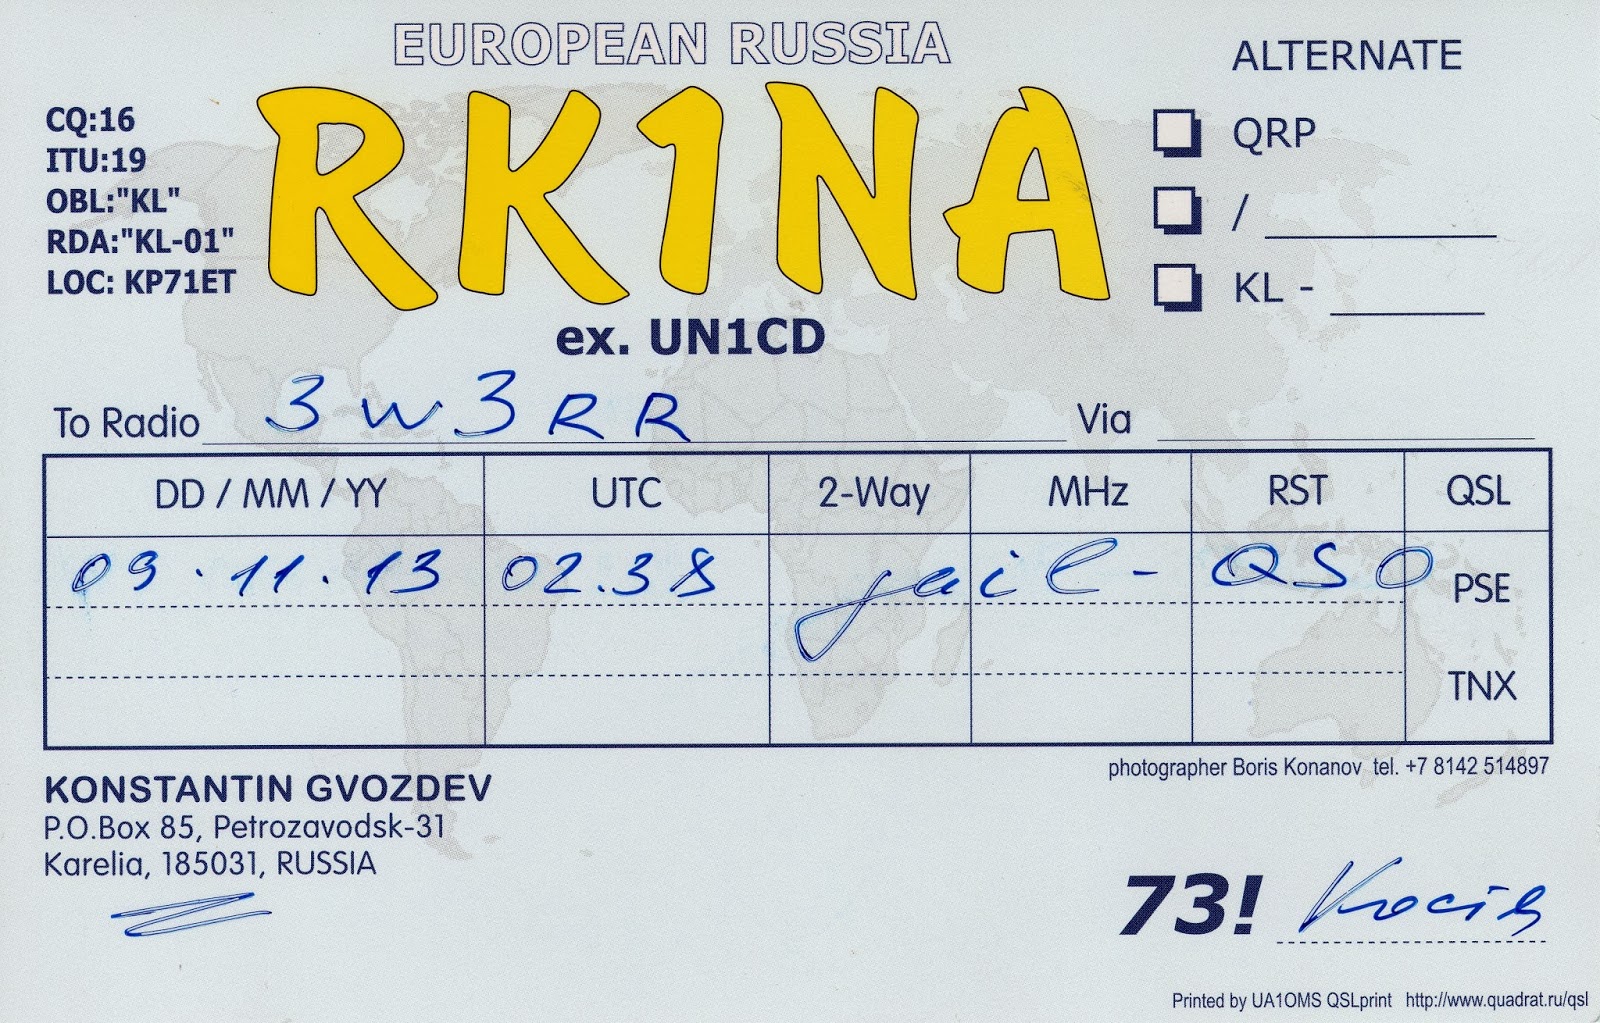 EUROPEAN RUSSIA
CQ:16
ITU:19
OBL:"KL"
RDA:"KL-01"
LOC: KP71ET
RK1NA
ex. UN1CD
ALTERNATE
QRP
/
KL -
To Radio 3W3RR Via
DD / MM / YY UTC 2-Way MHz RST QSL
09.11.13 02.38 jail-QSO PSE
TNX
photographer Boris Konanov tel. +7 8142 514897
KONSTANTIN GVOZDEV
P.O.Box 85, Petrozavodsk-31
Karelia, 185031, RUSSIA
73!
Printed by UA1OMS QSLprint http://www.quadrat.ru/qsl